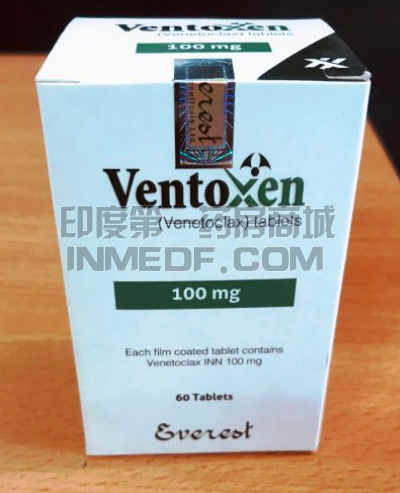 Ventoxen
(Venetoclax) tablets
100 mg
Everest
Ventoxen
(Venetoclax) tablets
印度第一药房商城
INMEDF.COM
100 mg
Each film coated tablet contains
Venetoclax INN 100 mg
60 Tablets
Everest